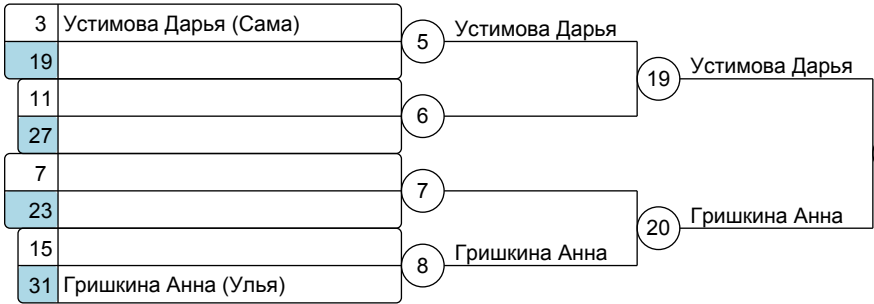 3 Устимова Дарья (Сама)
19
11
27
7
23
15
31 Гришкина Анна (Улья)
5 Устимова Дарья
6
7
8 Гришкина Анна
19 Устимова Дарья
20 Гришкина Анна